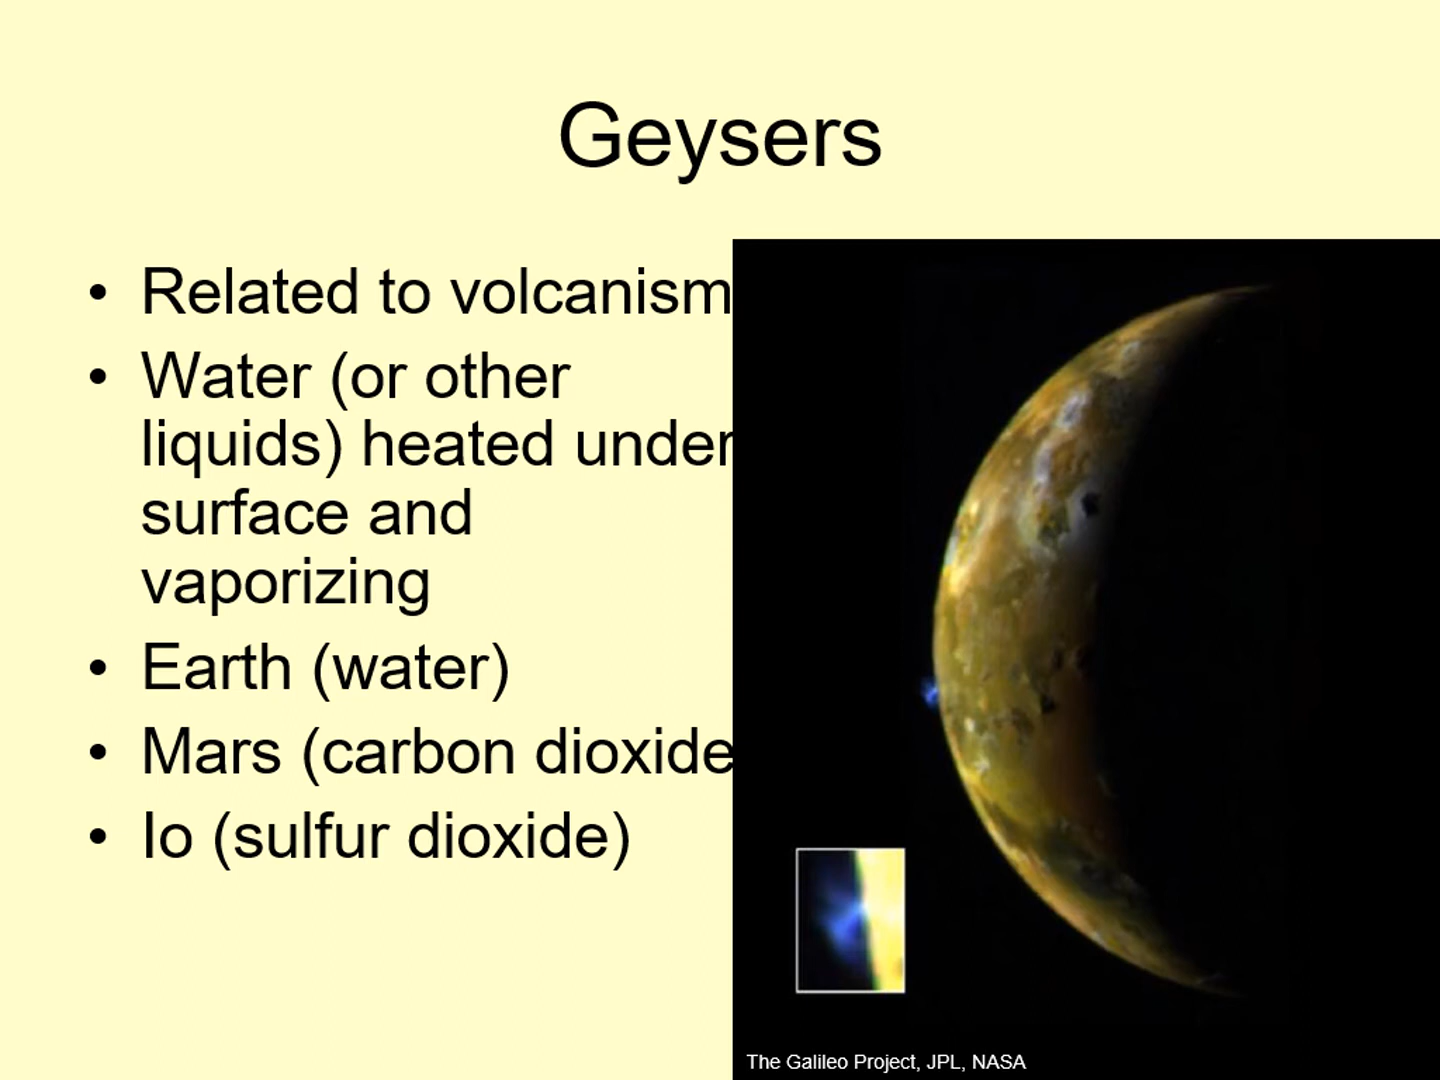 Geysers
• Related to volcanism
• Water (or other
liquids) heated under
surface and
vaporizing
• Earth (water)
• Mars (carbon dioxide
• Io (sulfur dioxide)
The Galileo Project, JPL, NASA